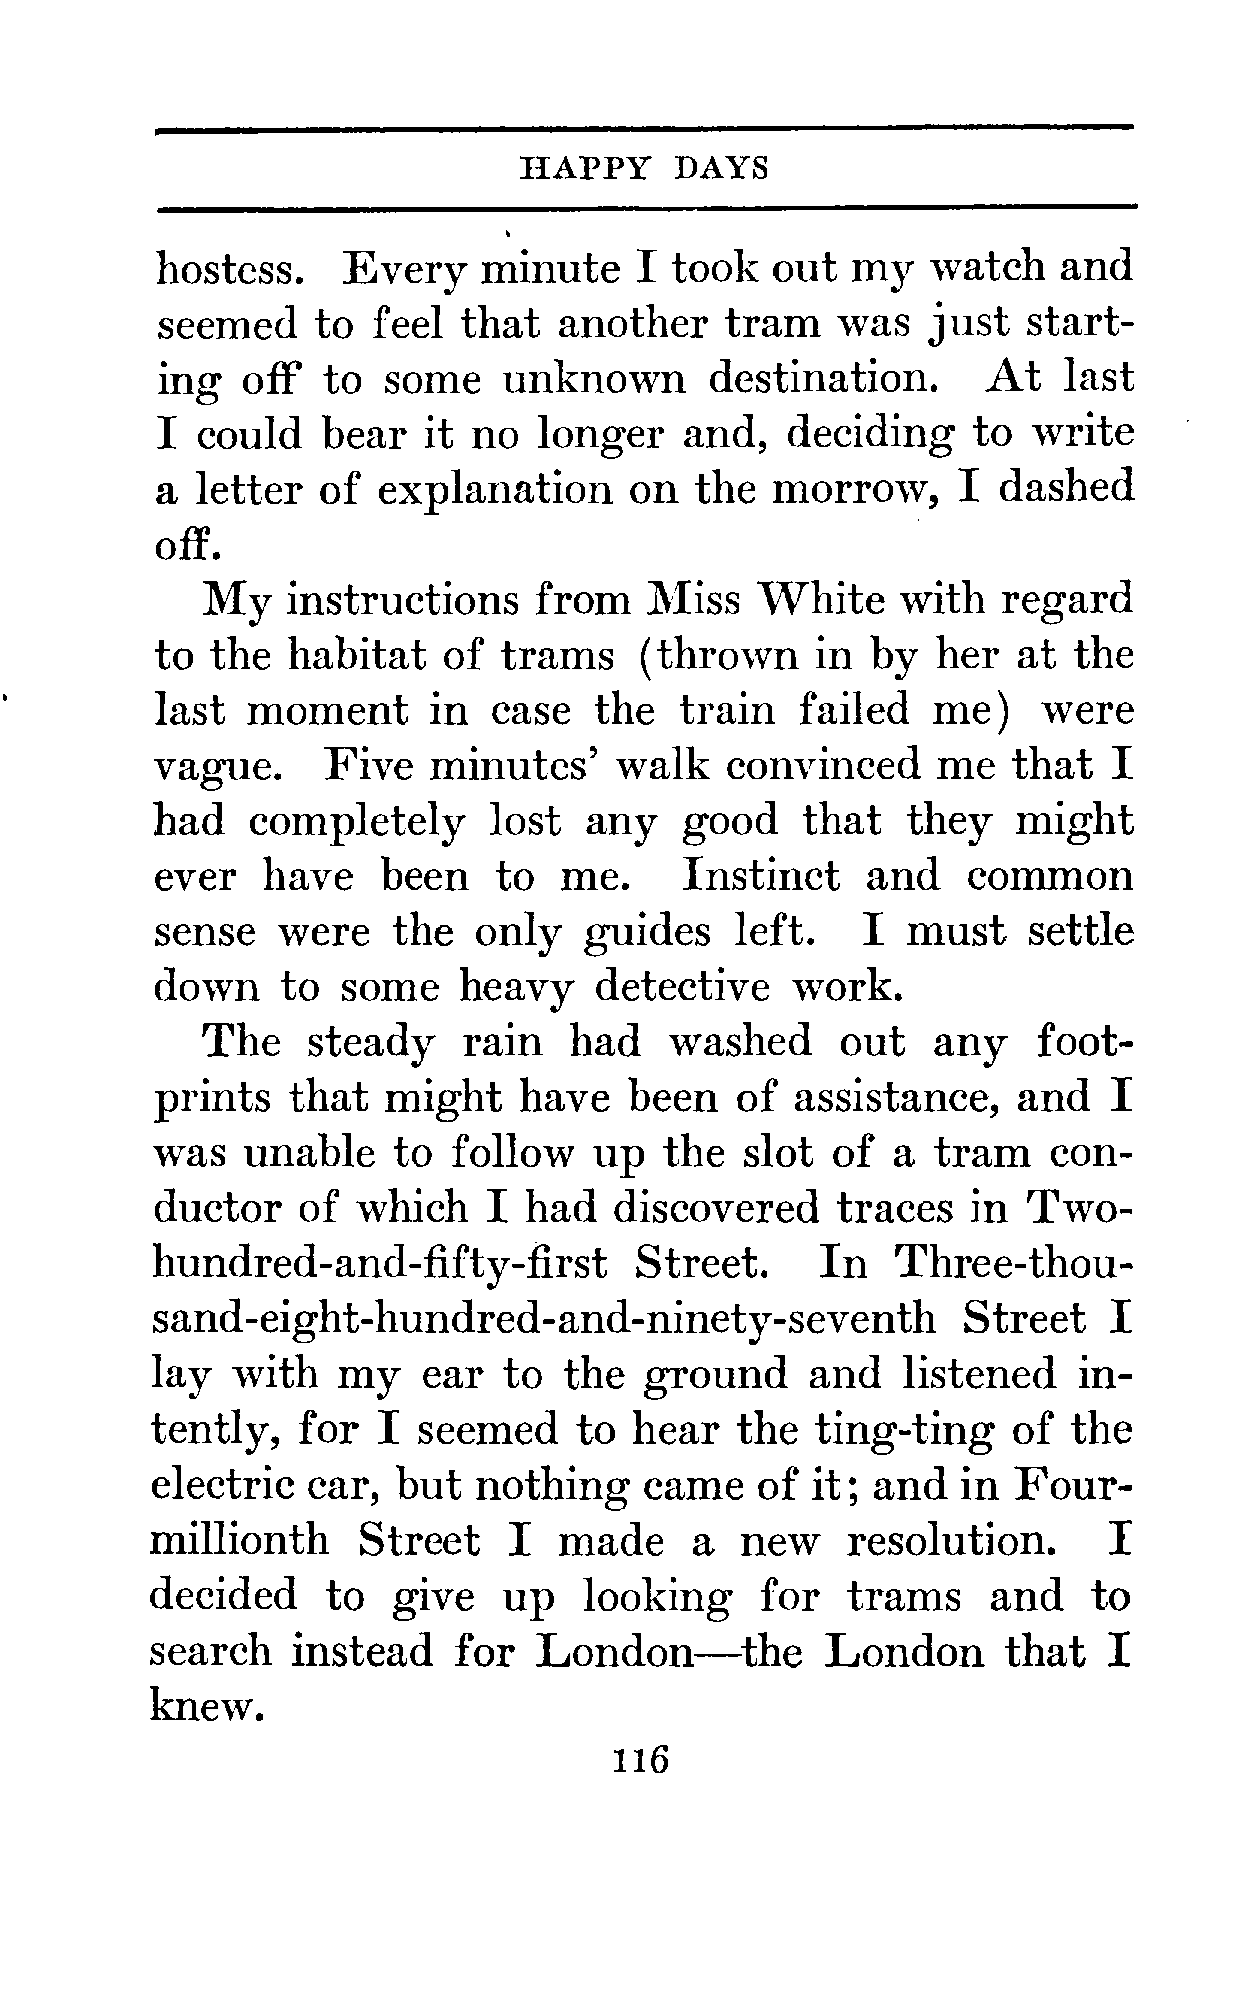 HAPPY DAYS
hostess. Every minute I took out my watch and
seemed to feel that another tram was just start-
ing off to some unknown destination. At last
I could bear it no longer and, deciding to write
a letter of explanation on the morrow, I dashed
off.
My instructions from Miss White with regard
to the habitat of trams (thrown in by her at the
last moment in case the train failed me) were
vague. Five minutes' walk convinced me that I
had completely lost any good that they might
ever have been to me. Instinct and common
sense were the only guides left. I must settle
down to some heavy detective work.
The steady rain had washed out any foot-
prints that might have been of assistance, and I
was unable to follow up the slot of a tram con-
ductor of which I had discovered traces in Two-
hundred-and-fifty-first Street. In Three-thou-
sand-eight-hundred-and-ninety-seventh Street I
lay with my ear to the ground and listened in-
tently, for I seemed to hear the ting-ting of the
electric car, but nothing came of it; and in Four-
millionth Street I made a new resolution. I
decided to give up looking for trams and to
search instead for London—the London that I
knew.
116